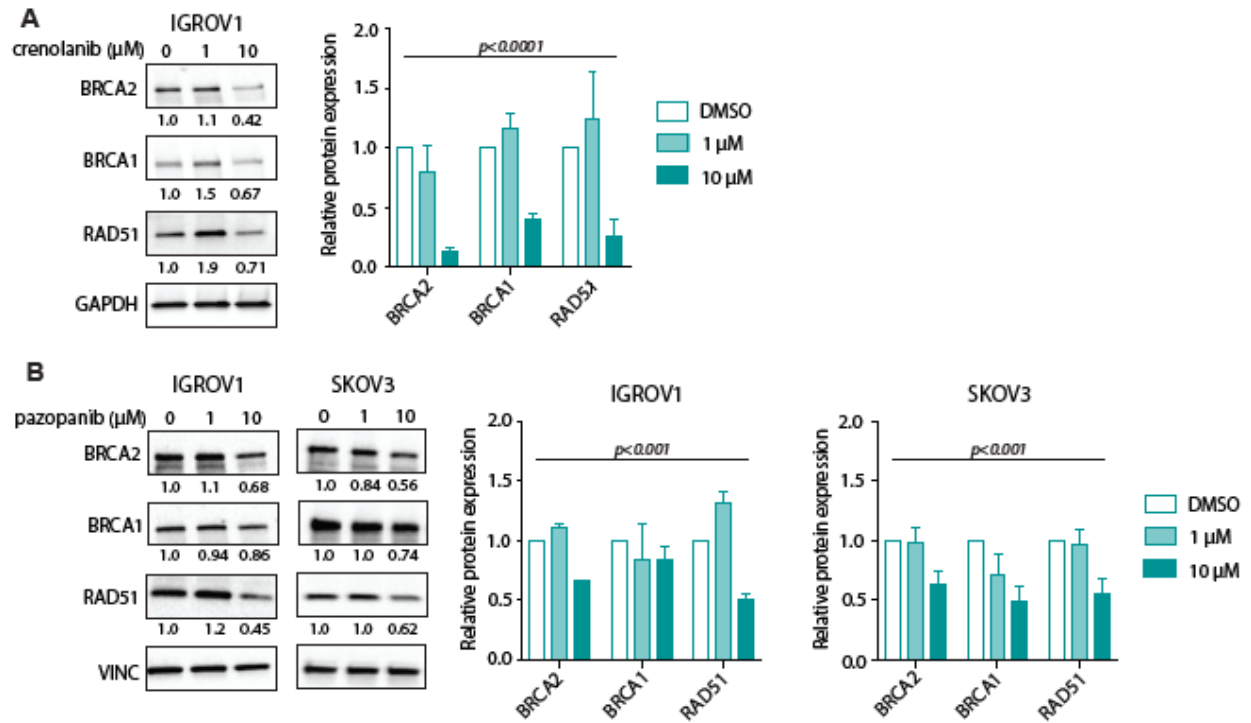 A
IGROV1
crenolanib (µM) 0 1 10
BRCA2
1.0 1.1 0.42
BRCA1
1.0 1.5 0.67
RAD51
1.0 1.9 0.71
GAPDH
Relative protein expression
2.0
1.5
1.0
0.5
0.0
p<0.0001
BRCA2 BRCA1 RAD51
DMSO
1 µM
10 µM
B
IGROV1 SKOV3
pazopanib (µM) 0 1 10 0 1 10
BRCA2
1.0 1.1 0.68 1.0 0.84 0.56
BRCA1
1.0 0.94 0.86 1.0 1.0 0.74
RAD51
1.0 1.2 0.45 1.0 1.0 0.62
VINC
IGROV1
Relative protein expression
2.0
1.5
1.0
0.5
0.0
p<0.001
BRCA2 BRCA1 RAD51
SKOV3
Relative protein expression
2.0
1.5
1.0
0.5
0.0
p<0.001
BRCA2 BRCA1 RAD51
DMSO
1 µM
10 µM